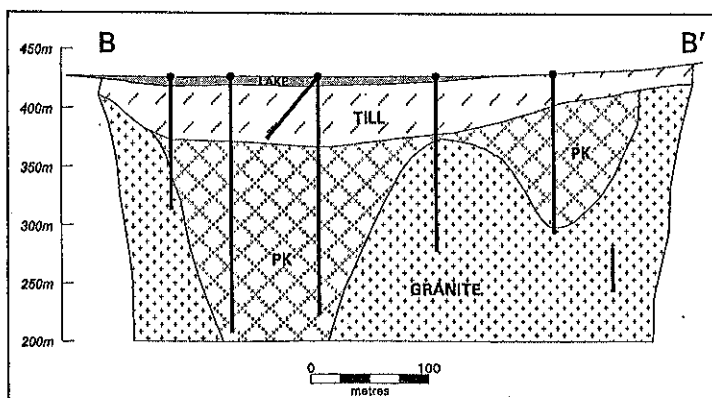 B
B'
450m
400m
350m
300m
250m
200m
LAKE
TILL
PK
PK
GRANITE
0
100
metres